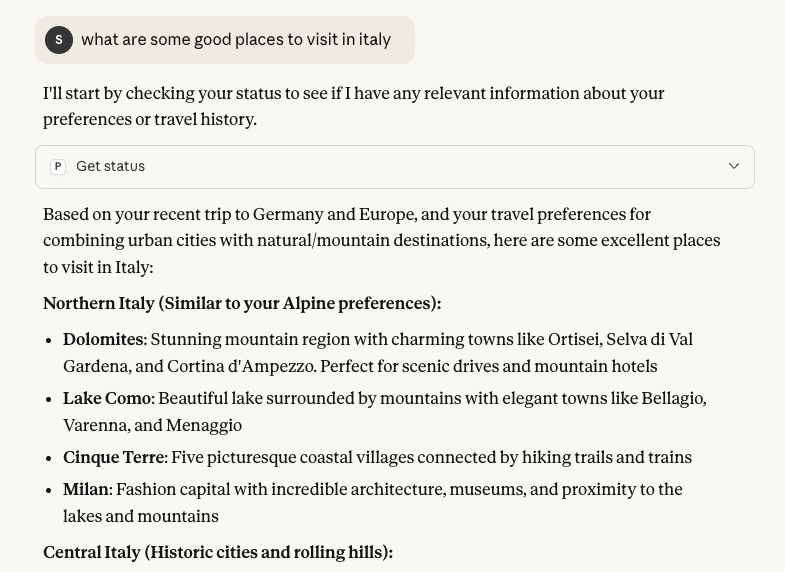 S what are some good places to visit in italy
I'll start by checking your status to see if I have any relevant information about your
preferences or travel history.
P Get status
Based on your recent trip to Germany and Europe, and your travel preferences for
combining urban cities with natural/mountain destinations, here are some excellent places
to visit in Italy:
Northern Italy (Similar to your Alpine preferences):
• Dolomites: Stunning mountain region with charming towns like Ortisei, Selva di Val
Gardena, and Cortina d'Ampezzo. Perfect for scenic drives and mountain hotels
• Lake Como: Beautiful lake surrounded by mountains with elegant towns like Bellagio,
Varenna, and Menaggio
• Cinque Terre: Five picturesque coastal villages connected by hiking trails and trains
• Milan: Fashion capital with incredible architecture, museums, and proximity to the
lakes and mountains
Central Italy (Historic cities and rolling hills):